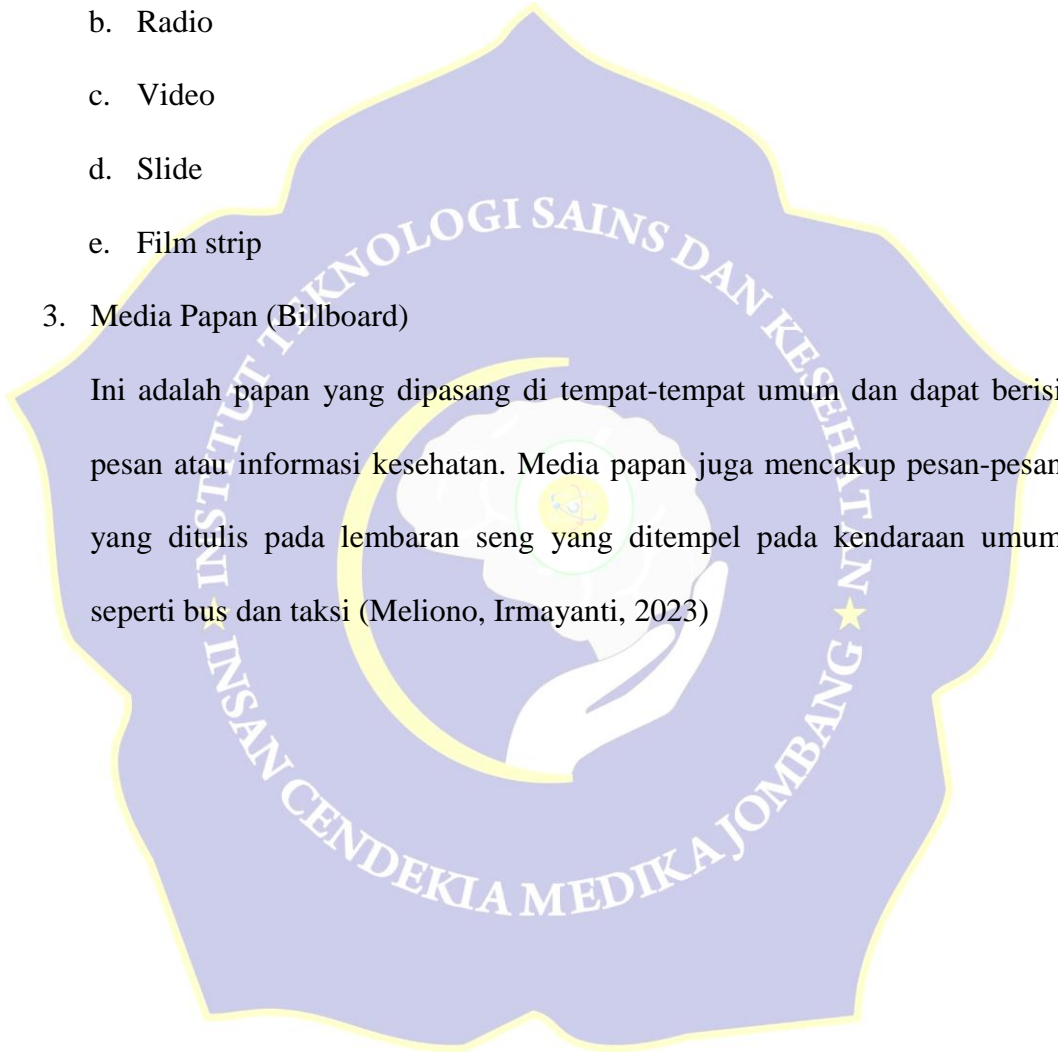 b. Radio
c. Video
d. Slide
e. Film strip
3. Media Papan (Billboard)
Ini adalah papan yang dipasang di tempat-tempat umum dan dapat berisi
pesan atau informasi kesehatan. Media papan juga mencakup pesan-pesan
yang ditulis pada lembaran seng yang ditempel pada kendaraan umum
seperti bus dan taksi (Meliono, Irmayanti, 2023)
INSTITUT TEKNOLOGI SAINS DAN KESEHATAN
INSAN CENDEKIA MEDIKA JOMBANG